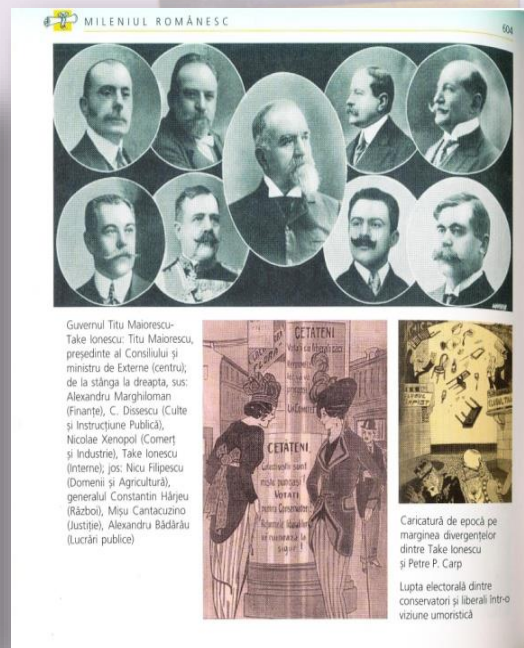 MILENIUL ROMÂNESC
604
Guvernul Titu Maiorescu-
Take Ionescu: Titu Maiorescu,
președinte al Consiliului și
ministru de Externe (centru);
de la stânga la dreapta, sus:
Alexandru Marghiloman
(Finanțe), C. Dissescu (Culte
și Instrucțiune Publică),
Nicolae Xenopol (Comerț
și Industrie), Take Ionescu
(Interne); jos: Nicu Filipescu
(Domenii și Agricultură),
generalul Constantin Hârjeu
(Război), Mișu Cantacuzino
(Justiție), Alexandru Bădărău
(Lucrări publice)
CETATENI
CETATENI,
sunt
VOTATI
CLUBUL
Caricatură de epocă pe
marginea divergențelor
dintre Take Ionescu
și Petre P. Carp
Lupta electorală dintre
conservatori și liberali într-o
viziune umoristică